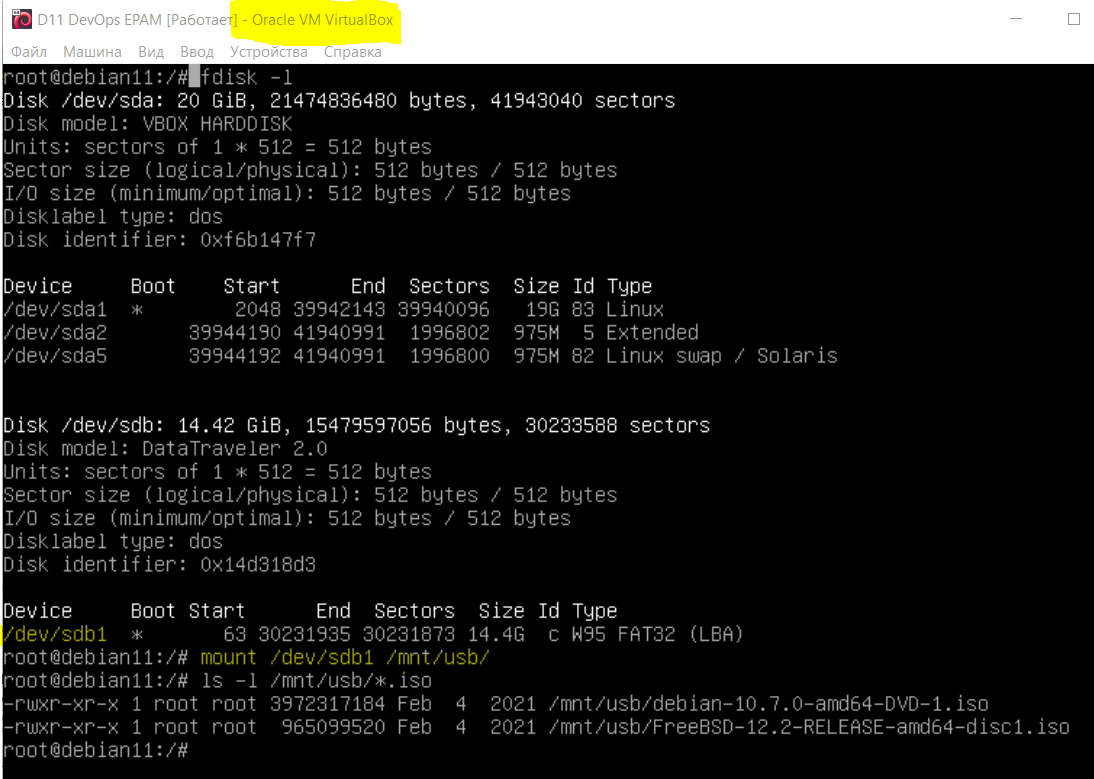 D11 DevOps EPAM [Работает] - Oracle VM VirtualBox
Файл Машина Вид Ввод Устройства Справка
root@debian11:/# fdisk -l
Disk /dev/sda: 20 GiB, 21474836480 bytes, 41943040 sectors
Disk model: VBOX HARDDISK
Units: sectors of 1 * 512 = 512 bytes
Sector size (logical/physical): 512 bytes / 512 bytes
I/O size (minimum/optimal): 512 bytes / 512 bytes
Disklabel type: dos
Disk identifier: 0xf6b147f7
Device     Boot    Start      End  Sectors  Size Id Type
/dev/sda1  *        2048 39942143 39940096   19G 83 Linux
/dev/sda2       39944190 41940991  1996802  975M  5 Extended
/dev/sda5       39944192 41940991  1996800  975M 82 Linux swap / Solaris
Disk /dev/sdb: 14.42 GiB, 15479597056 bytes, 30233588 sectors
Disk model: DataTraveler 2.0
Units: sectors of 1 * 512 = 512 bytes
Sector size (logical/physical): 512 bytes / 512 bytes
I/O size (minimum/optimal): 512 bytes / 512 bytes
Disklabel type: dos
Disk identifier: 0x14d318d3
Device     Boot Start      End  Sectors  Size Id Type
/dev/sdb1  *       63 30231935 30231873 14.4G  c W95 FAT32 (LBA)
root@debian11:/# mount /dev/sdb1 /mnt/usb/
root@debian11:/# ls -l /mnt/usb/*.iso
-rwxr-xr-x 1 root root 3972317184 Feb  4  2021 /mnt/usb/debian-10.7.0-amd64-DVD-1.iso
-rwxr-xr-x 1 root root  965099520 Feb  4  2021 /mnt/usb/FreeBSD-12.2-RELEASE-amd64-disc1.iso
root@debian11:/#